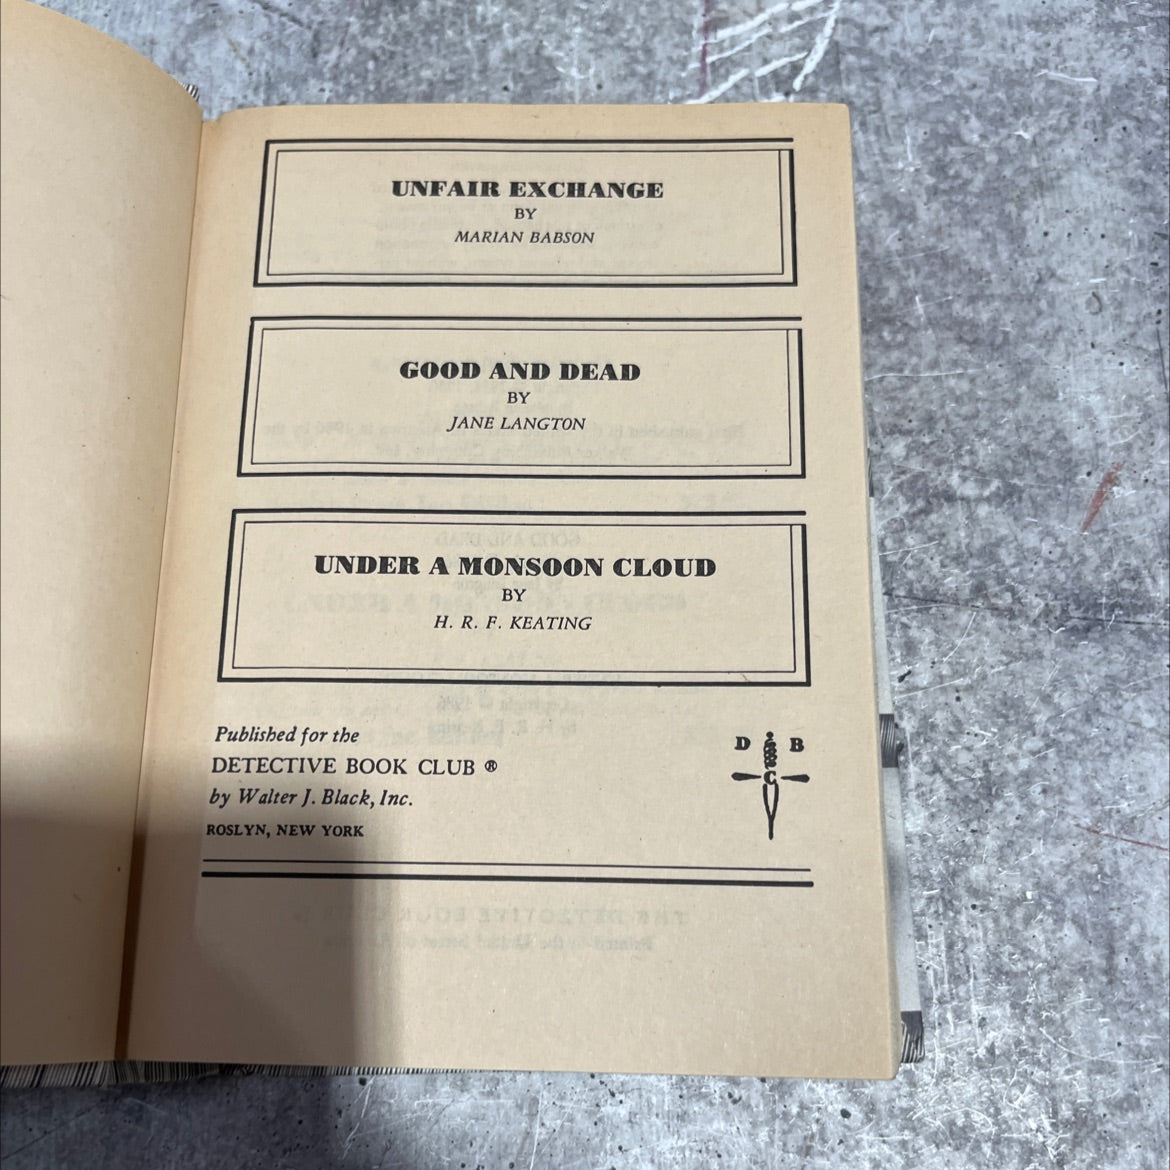 UNFAIR EXCHANGE
BY
MARIAN BABSON
GOOD AND DEAD
BY
JANE LANGTON
UNDER A MONSOON CLOUD
BY
H. R. F. KEATING
Published for the
DETECTIVE BOOK CLUB ®
by Walter J. Black, Inc.
ROSLYN, NEW YORK
D B
C